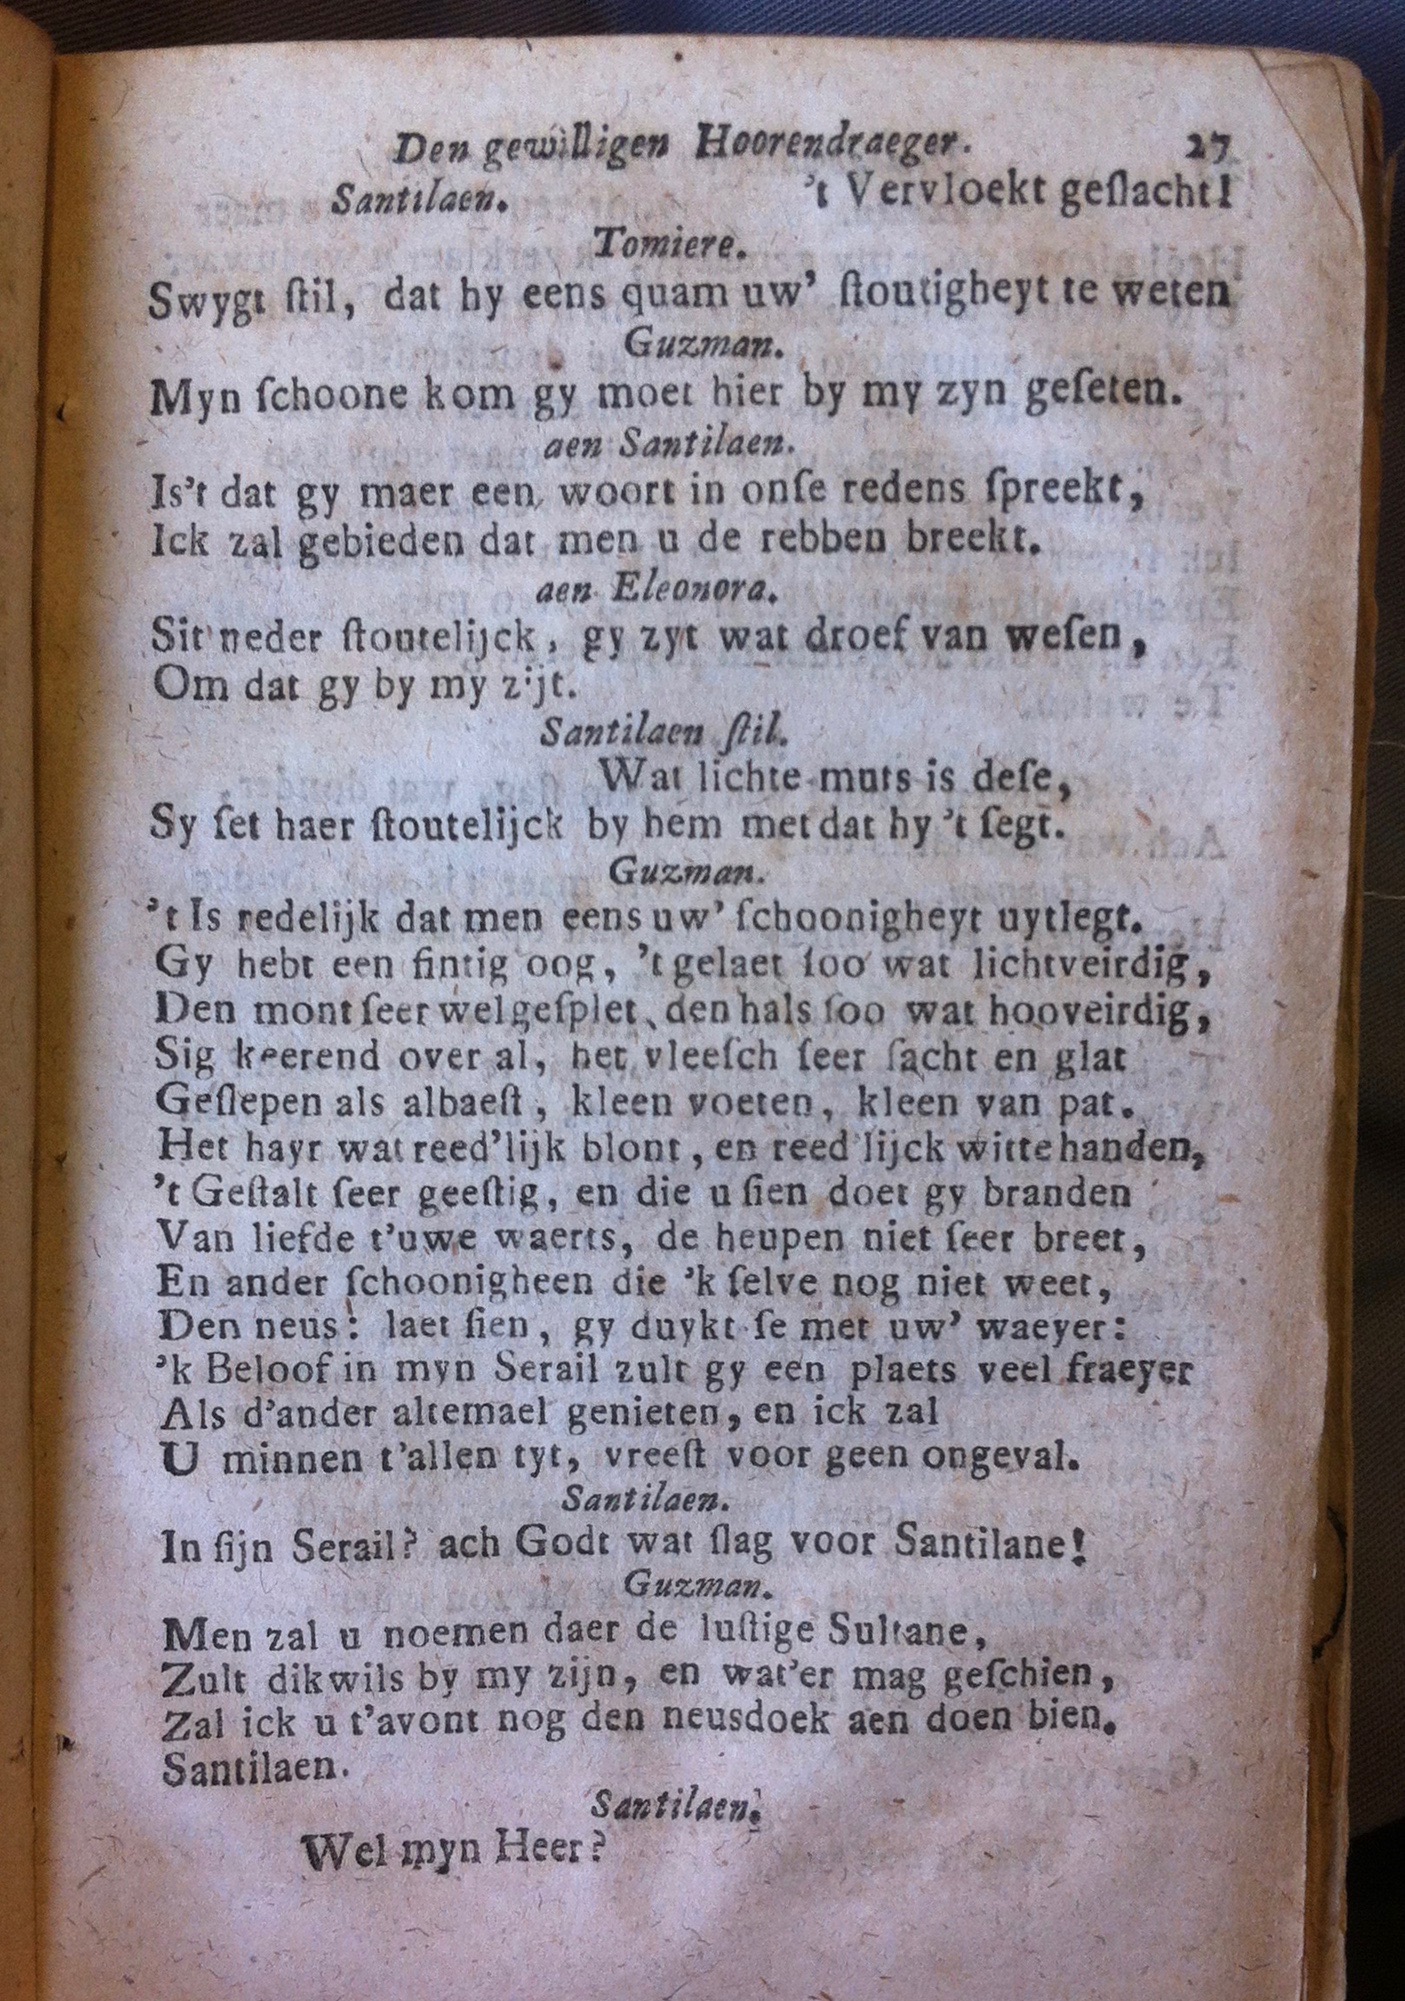 Den gewilligen Hoorendraeger. 27
Santilaen. 't Vervloekt geſlacht!
Tomiere.
Swygt ſtil, dat hy eens quam uw' ſtoutigheyt te weten
Guzman.
Myn ſchoone kom gy moet hier by my zyn geſeten.
aen Santilaen.
Is't dat gy maer een woort in onſe redens ſpreekt,
Ick zal gebieden dat men u de rebben breekt.
aen Eleonora.
Sit neder ſtoutelijck, gy zyt wat droef van weſen,
Om dat gy by my zijt.
Santilaen ſtil.
Wat lichte muts is deſe,
Sy ſet haer ſtoutelijck by hem met dat hy 't ſegt.
Guzman.
't Is redelijk dat men eens uw' ſchoonigheyt uytlegt.
Gy hebt een ſintig oog, 't gelaet ſoo wat lichtveirdig,
Den mont ſeer wel geſplet, den hals ſoo wat hooveirdig,
Sig keerend over al, het vleeſch ſeer ſacht en glat
Geſlepen als albaeſt, kleen voeten, kleen van pat.
Het hayr wat reed'lijk blont, en reed'lijck witte handen,
't Geſtalt ſeer geeſtig, en die u ſien doet gy branden
Van liefde t'uwe waerts, de heupen niet ſeer breet,
En ander ſchoonigheen die 'k ſelve nog niet weet,
Den neus: laet ſien, gy duykt ſe met uw' waeyer:
'k Beloof in myn Serail zult gy een plaets veel fraeyer
Als d'ander altemael genieten, en ick zal
U minnen t'allen tyt, vreeſt voor geen ongeval.
Santilaen.
In ſijn Serail? ach Godt wat ſlag voor Santilane!
Guzman.
Men zal u noemen daer de luſtige Sultane,
Zult dikwils by my zijn, en wat'er mag geſchien,
Zal ick u t'avont nog den neusdoek aen doen bien.
Santilaen.
Santilaen.
Wel myn Heer?